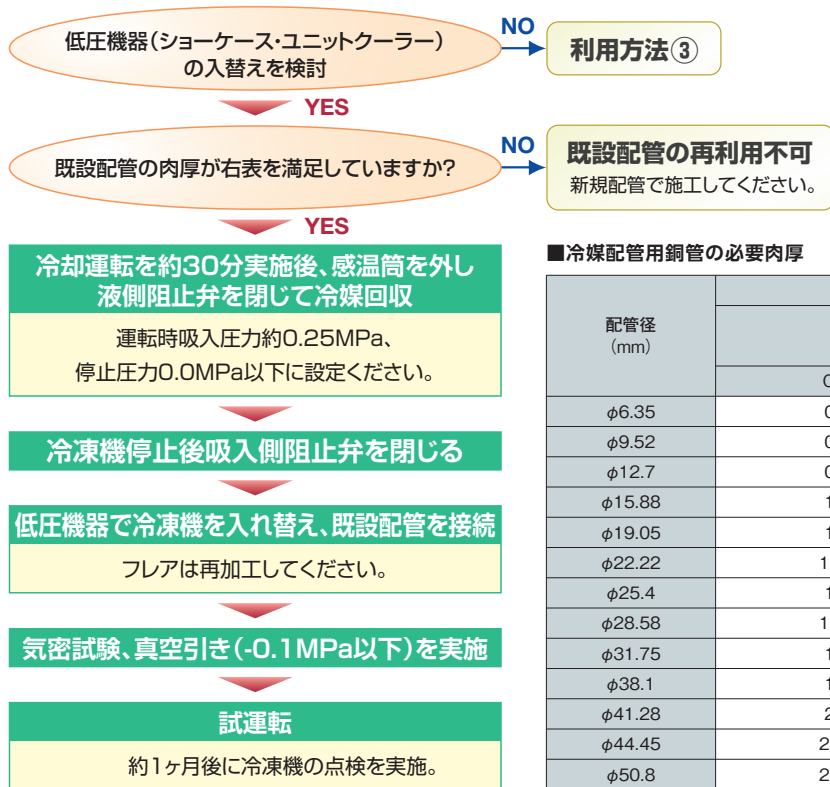 低圧機器(ショーケース・ユニットクーラー)
の入替えを検討
NO
利用方法③
YES
既設配管の肉厚が右表を満足していますか?
NO
既設配管の再利用不可
新規配管で施工してください。
YES
冷却運転を約30分実施後、感温筒を外し
液側阻止弁を閉じて冷媒回収
運転時吸入圧力約0.25MPa、
停止圧力0.0MPa以下に設定ください。
冷凍機停止後吸入側阻止弁を閉じる
低圧機器で冷凍機を入れ替え、既設配管を接続
フレアは再加工してください。
気密試験、真空引き(-0.1MPa以下)を実施
試運転
約1ヶ月後に冷凍機の点検を実施。
■冷媒配管用銅管の必要肉厚
配管径
(mm)
φ6.35 0
φ9.52 0
φ12.7 0
φ15.88 1
φ19.05 1
φ22.22 1
φ25.4 1
φ28.58 1
φ31.75 1
φ38.1 1
φ41.28 2
φ44.45 2
φ50.8 2